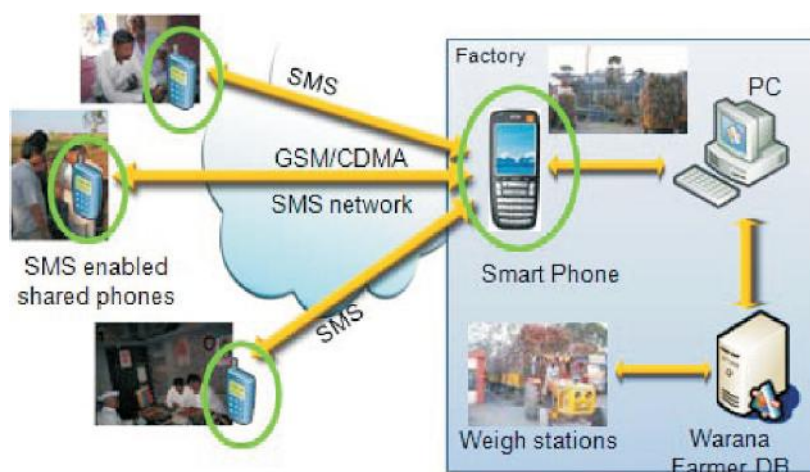 SMS
GSM/CDMA
SMS network
SMS
SMS enabled
shared phones
Factory
PC
Smart Phone
Weigh stations
Warana
Farmer DB